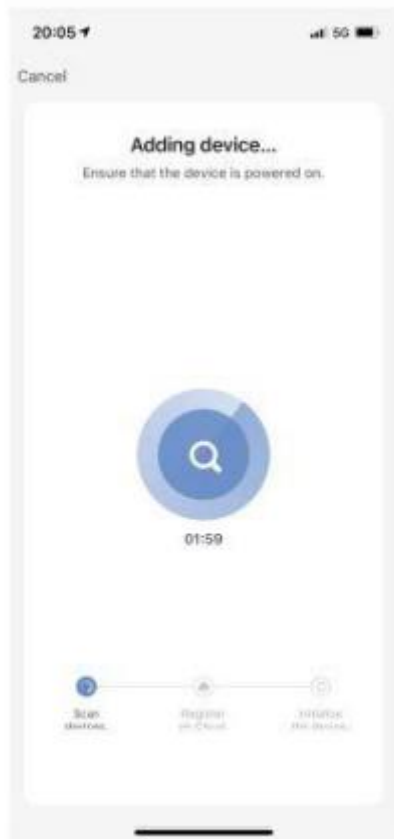 20:05
5G
Cancel
Adding device...
Ensure that the device is powered on.
01:59
Scan
devices.
Register
on Cloud.
Initialize
the device.